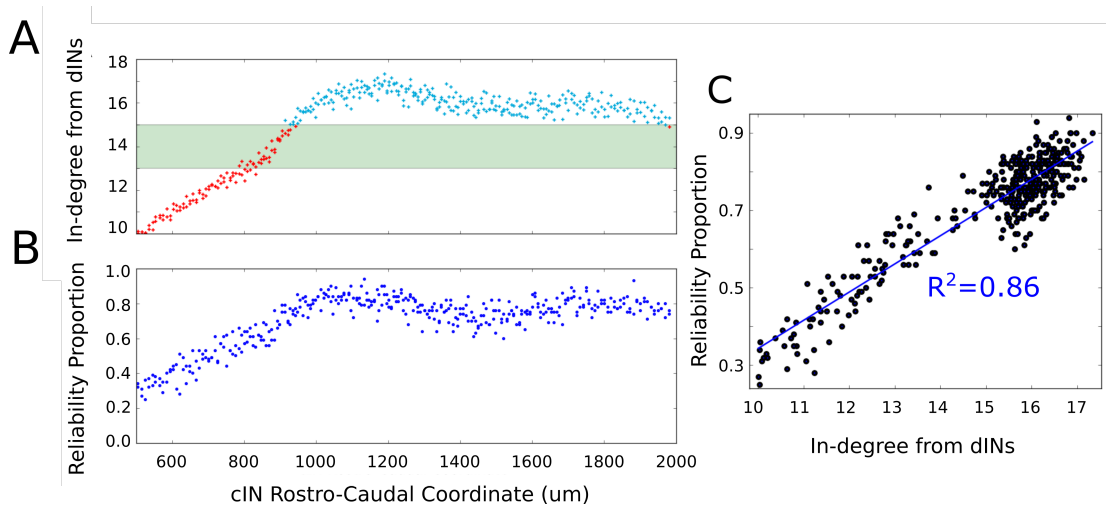 A
In-degree from dINs
18
16
14
12
10
B
Reliability Proportion
1.0
0.8
0.6
0.4
0.2
0.0
600 800 1000 1200 1400 1600 1800 2000
cIN Rostro-Caudal Coordinate (um)
C
Reliability Proportion
0.9
0.7
0.5
0.3
R²=0.86
10 11 12 13 14 15 16 17
In-degree from dINs